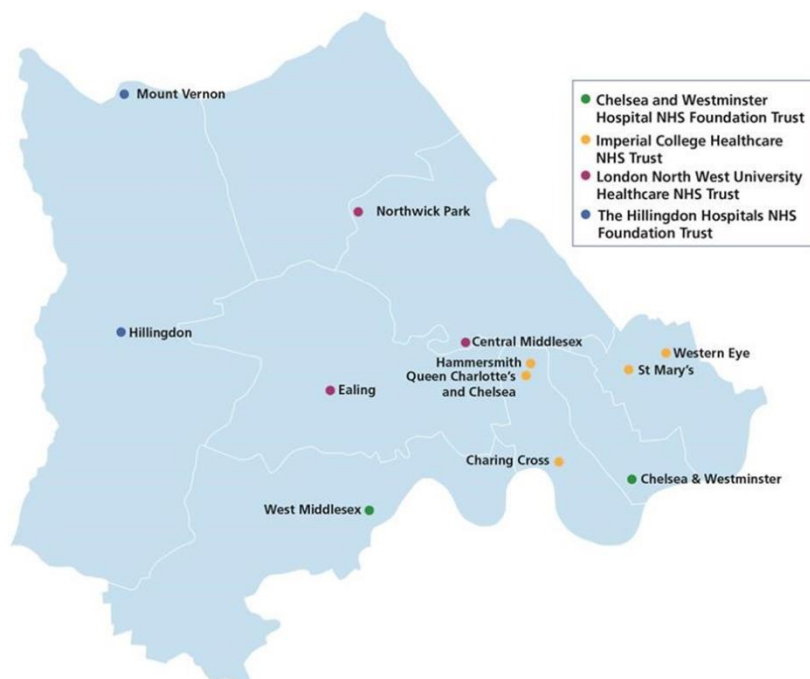 Mount Vernon
Chelsea and Westminster
Hospital NHS Foundation Trust
Imperial College Healthcare
NHS Trust
London North West University
Healthcare NHS Trust
The Hillingdon Hospitals NHS
Foundation Trust
Northwick Park
Hillingdon
Central Middlesex
Hammersmith
Queen Charlotte's
and Chelsea
Western Eye
St Mary's
Ealing
Charing Cross
Chelsea & Westminster
West Middlesex